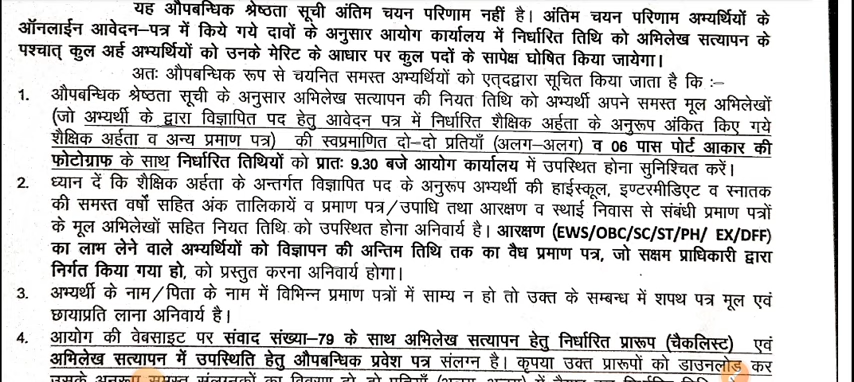 यह औपबन्धिक श्रेष्ठता सूची अंतिम चयन परिणाम नहीं है। अंतिम चयन परिणाम अभ्यर्थियों के
ऑनलाईन आवेदन–पत्र में किये गये दावों के अनुसार आयोग कार्यालय में निर्धारित तिथि को अभिलेख सत्यापन के
पश्चात् कुल अर्ह अभ्यर्थियों को उनके मेरिट के आधार पर कुल पदों के सापेक्ष घोषित किया जायेगा।
अतः औपबन्धिक रूप से चयनित समस्त अभ्यर्थियों को एत्दद्वारा सूचित किया जाता है कि :–
1. औपबन्धिक श्रेष्ठता सूची के अनुसार अभिलेख सत्यापन की नियत तिथि को अभ्यर्थी अपने समस्त मूल अभिलेखों
(जो अभ्यर्थी के द्वारा विज्ञापित पद हेतु आवेदन पत्र में निर्धारित शैक्षिक अर्हता के अनुरूप अंकित किए गये
शैक्षिक अर्हता व अन्य प्रमाण पत्र) की स्वप्रमाणित दो–दो प्रतियाँ (अलग–अलग) व 06 पास पोर्ट आकार की
फोटोग्राफ के साथ निर्धारित तिथियों को प्रातः 9.30 बजे आयोग कार्यालय में उपस्थित होना सुनिश्चित करें।
2. ध्यान दें कि शैक्षिक अर्हता के अन्तर्गत विज्ञापित पद के अनुरूप अभ्यर्थी की हाईस्कूल, इण्टरमीडिएट व स्नातक
की समस्त वर्षों सहित अंक तालिकायें व प्रमाण पत्र/उपाधि तथा आरक्षण व स्थाई निवास से संबंधी प्रमाण पत्रों
के मूल अभिलेखों सहित नियत तिथि को उपस्थित होना अनिवार्य है। आरक्षण (EWS/OBC/SC/ST/PH/ EX/DFF)
का लाभ लेने वाले अभ्यर्थियों को विज्ञापन की अन्तिम तिथि तक का वैध प्रमाण पत्र, जो सक्षम प्राधिकारी द्वारा
निर्गत किया गया हो, को प्रस्तुत करना अनिवार्य होगा।
3. अभ्यर्थी के नाम/पिता के नाम में विभिन्न प्रमाण पत्रों में साम्य न हो तो उक्त के सम्बन्ध में शपथ पत्र मूल एवं
छायाप्रति लाना अनिवार्य है।
4. आयोग की वेबसाइट पर संवाद संख्या–79 के साथ अभिलेख सत्यापन हेतु निर्धारित प्रारूप (चैकलिस्ट) एवं
अभिलेख सत्यापन में उपस्थिति हेतु औपबन्धिक प्रवेश पत्र संलग्न है। कृपया उक्त प्रारूपों को डाउनलोड कर